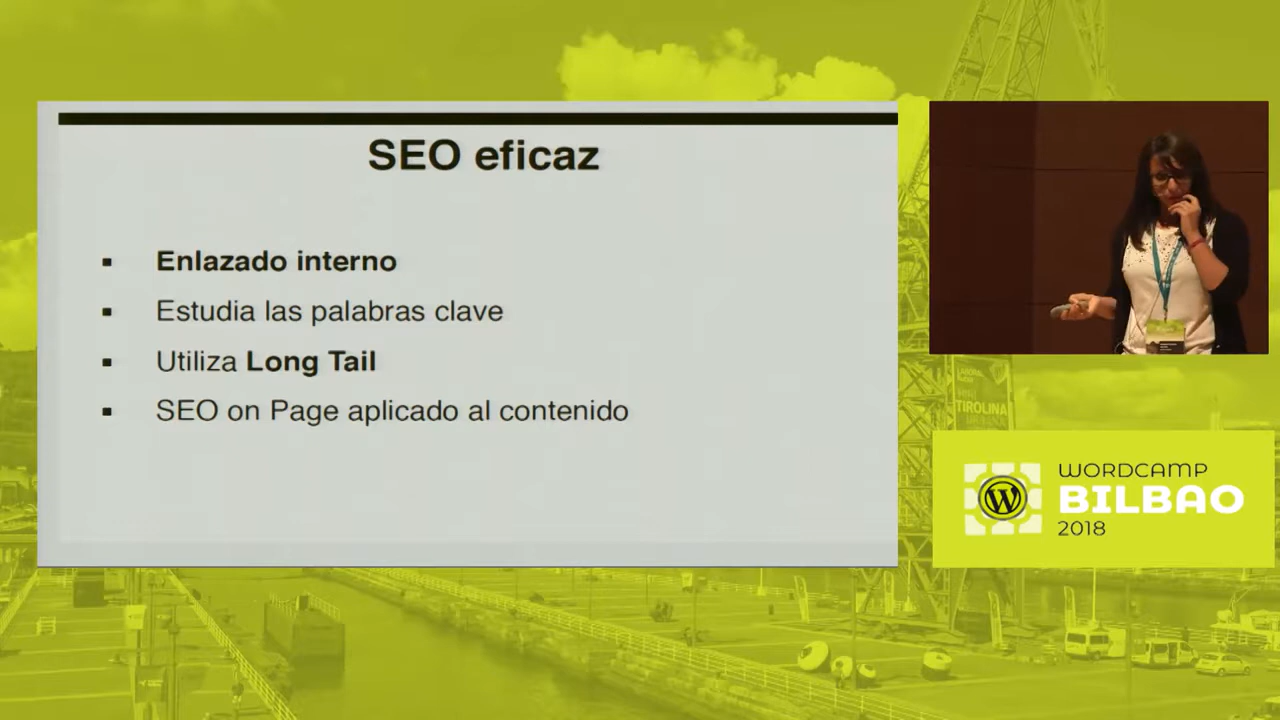 SEO eficaz
▪ Enlazado interno
▪ Estudia las palabras clave
▪ Utiliza Long Tail
▪ SEO on Page aplicado al contenido
TIROLINA
WORDCAMP
BILBAO
2018